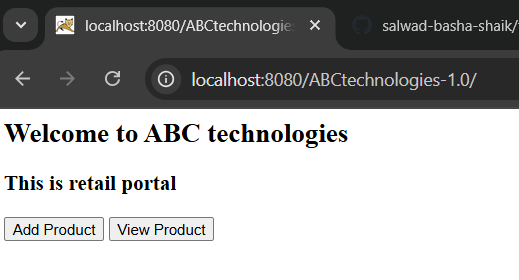 localhost:8080/ABCtechnologie
salwad-basha-shaik/
localhost:8080/ABCtechnologies-1.0/
Welcome to ABC technologies
This is retail portal
Add Product View Product